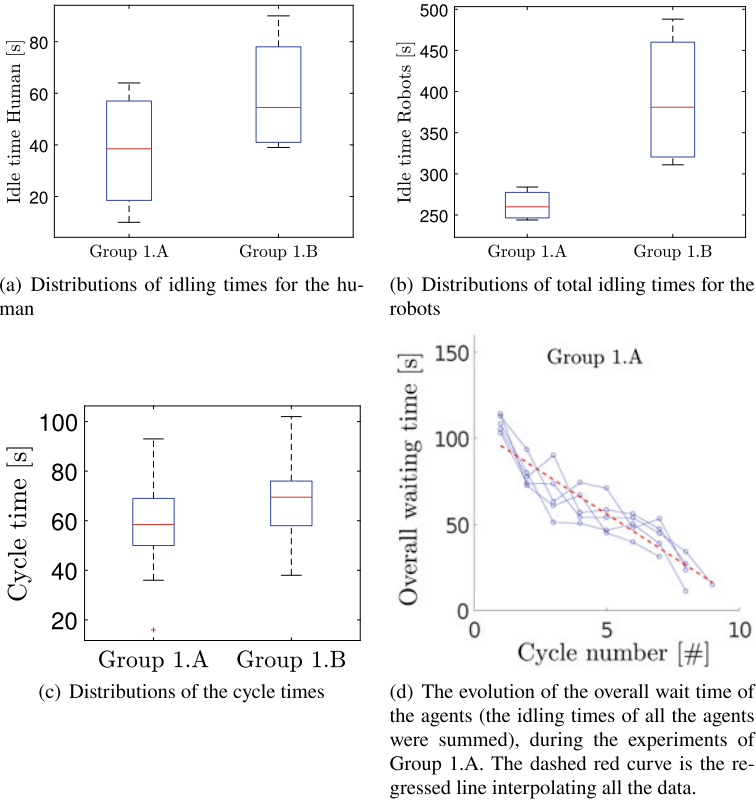 Idle time Human [s]
80
60
40
20
Group 1.A
Group 1.B
(a) Distributions of idling times for the hu-
man
Idle time Robots [s]
500
450
400
350
300
250
Group 1.A
Group 1.B
(b) Distributions of total idling times for the
robots
Cycle time [s]
100
80
60
40
20
Group 1.A
Group 1.B
(c) Distributions of the cycle times
Overall waiting time [s]
150
100
50
0
Group 1.A
0
5
10
Cycle number [#]
(d) The evolution of the overall wait time of
the agents (the idling times of all the agents
were summed), during the experiments of
Group 1.A. The dashed red curve is the re-
gressed line interpolating all the data.